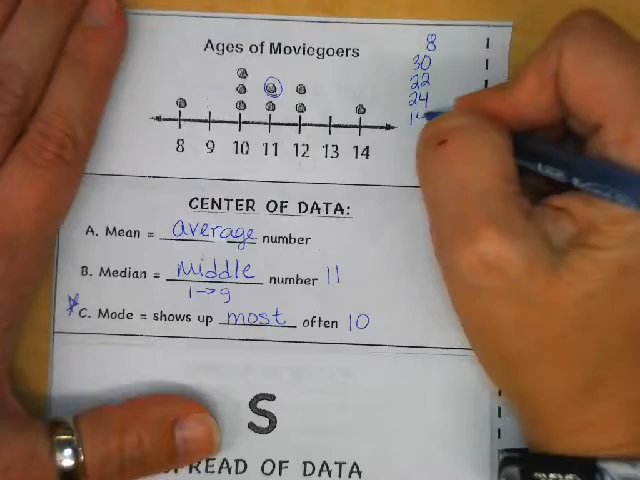 Ages of Moviegoers
8
30
22
24
8 9 10 11 12 13 14
CENTER OF DATA:
A. Mean = average number
B. Median = middle number 11
1→9
C. Mode = shows up most often 10
S
SPREAD OF DATA